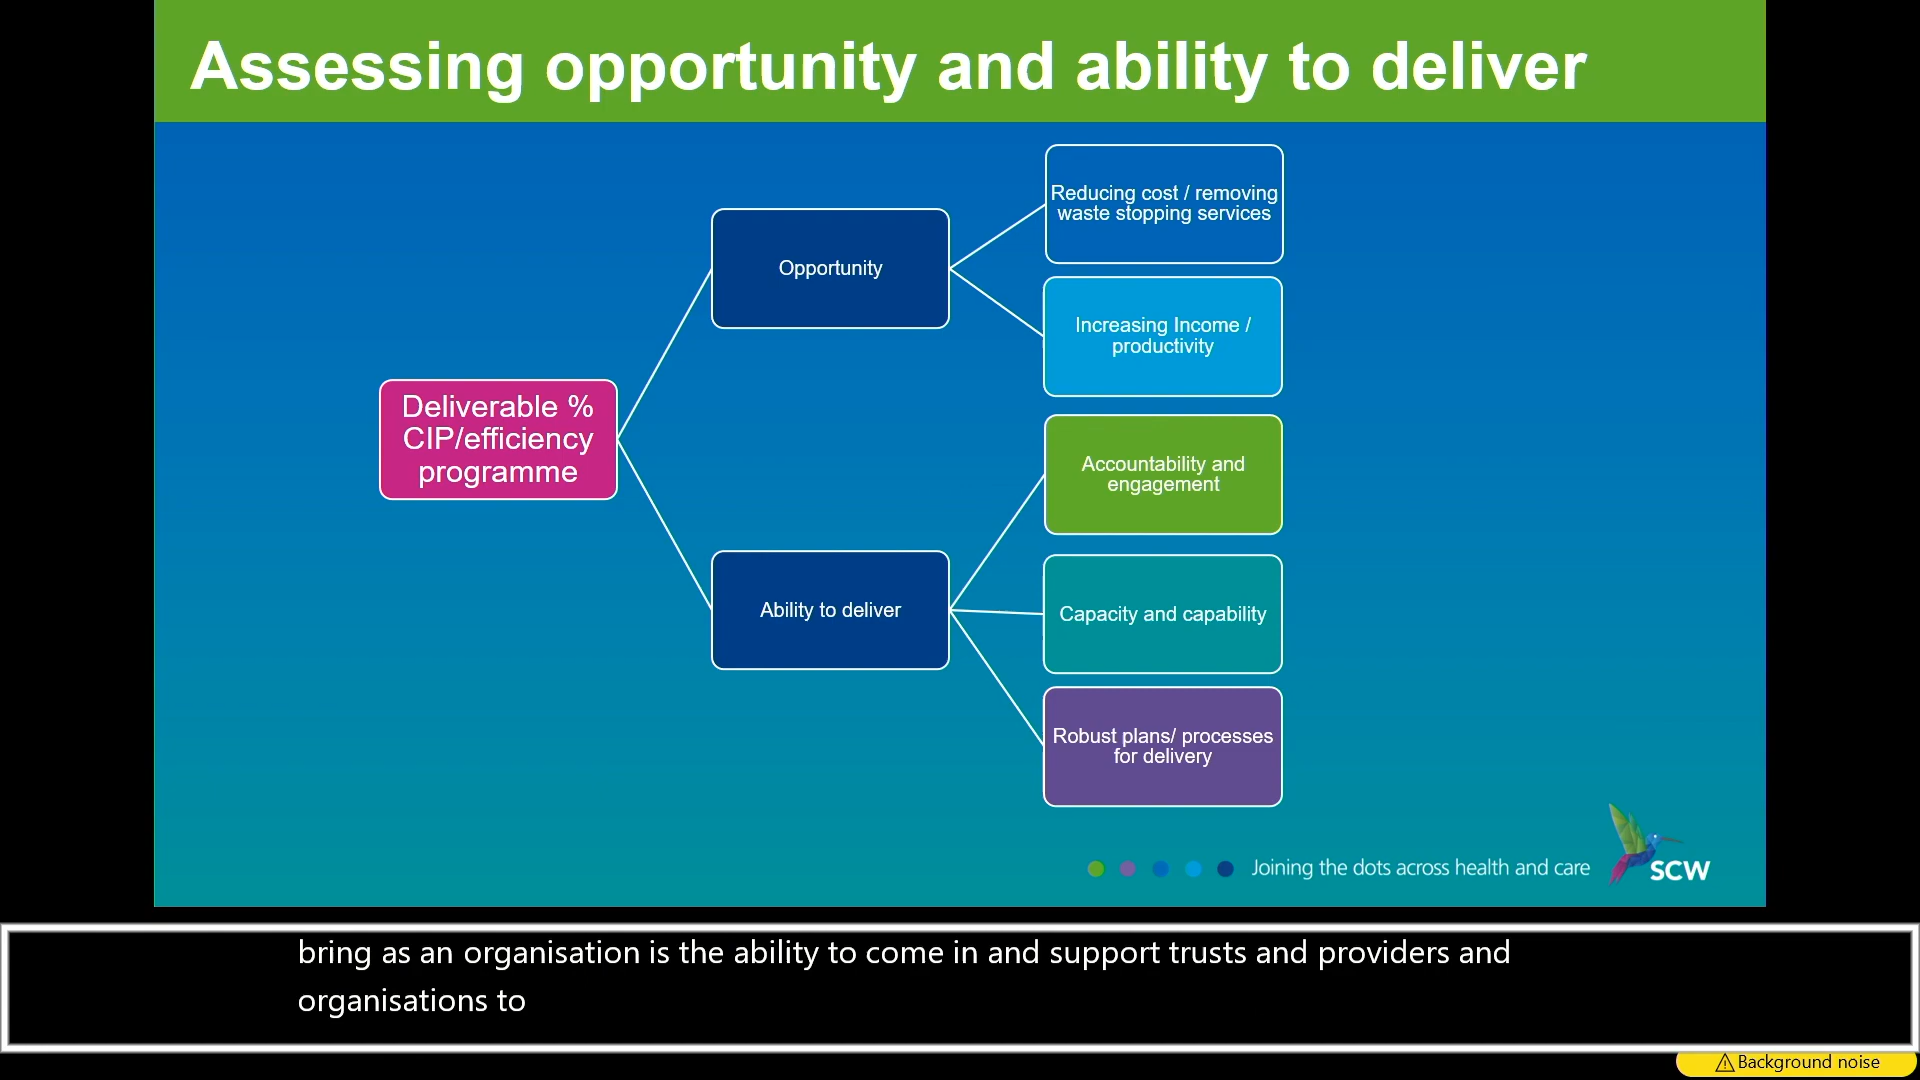 Assessing opportunity and ability to deliver
Reducing cost / removing
waste stopping services
Opportunity
Increasing Income /
productivity
Deliverable %
CIP/efficiency
programme
Accountability and
engagement
Ability to deliver
Capacity and capability
Robust plans/ processes
for delivery
Joining the dots across health and care
SCW
bring as an organisation is the ability to come in and support trusts and providers and
organisations to
Background noise